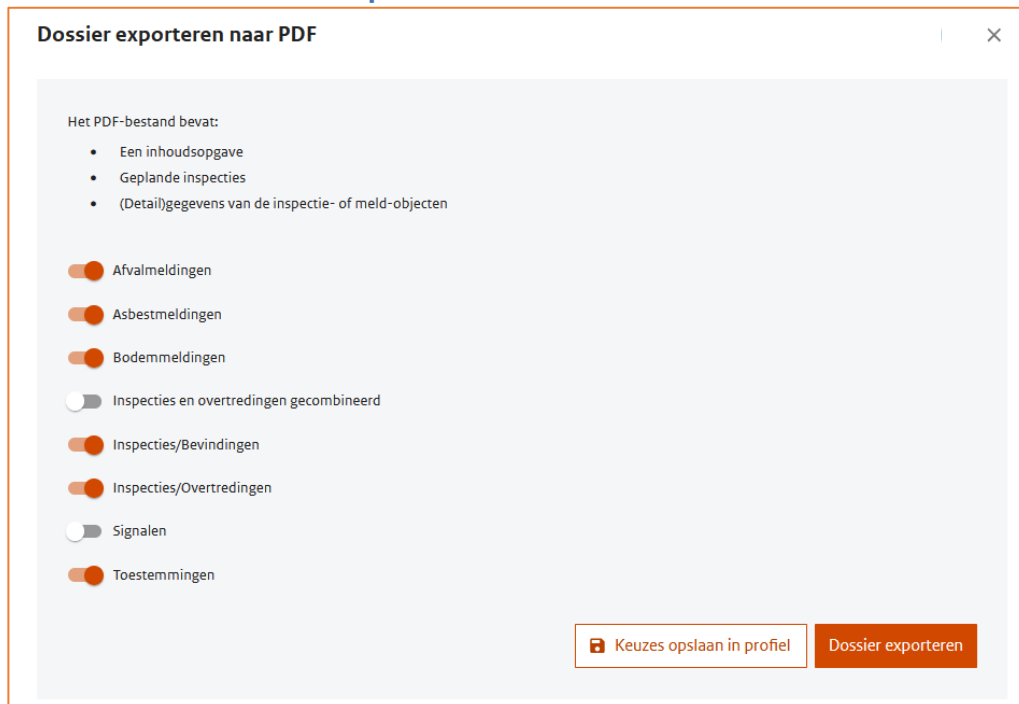 Dossier exporteren naar PDF
Het PDF-bestand bevat:
Een inhoudsopgave
Geplande inspecties
(Detail)gegevens van de inspectie- of meld-objecten
Afvalmeldingen
Asbestmeldingen
Bodemmeldingen
Inspecties en overtredingen gecombineerd
Inspecties/Bevindingen
Inspecties/Overtredingen
Signalen
Toestemmingen
Keuzes opslaan in profiel
Dossier exporteren